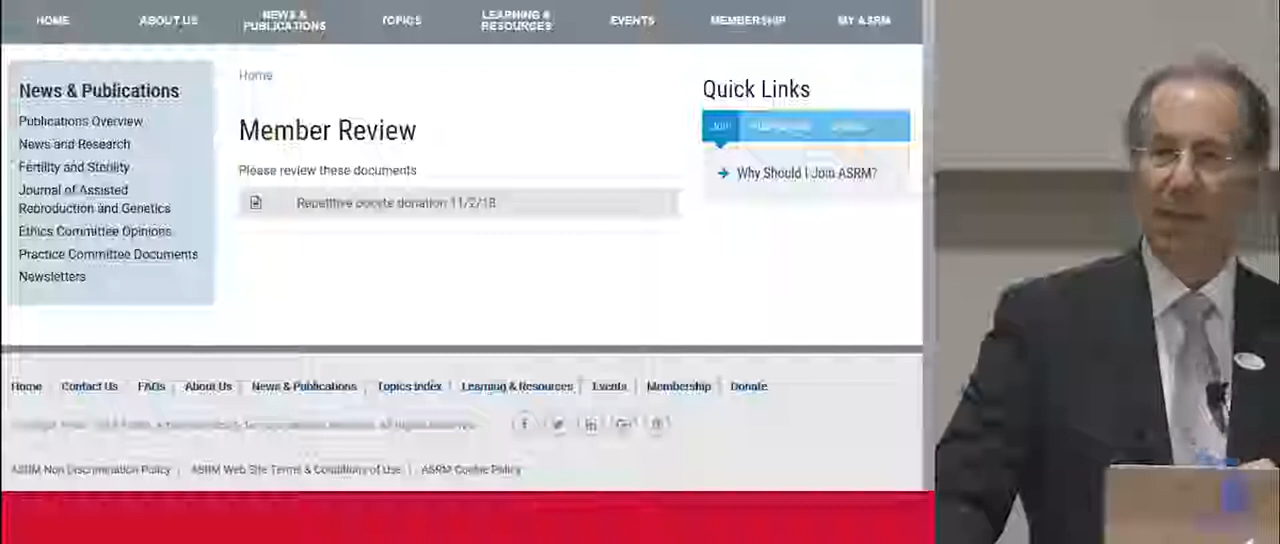 HOME
ABOUT US
NEWS &
PUBLICATIONS
TOPICS
LEARNING &
RESOURCES
EVENTS
MEMBERSHIP
MY ASRM
News & Publications
Publications Overview
News and Research
Fertility and Sterility
Journal of Assisted
Reproduction and Genetics
Ethics Committee Opinions
Practice Committee Documents
Newsletters
Home
Member Review
Please review these documents
Repetitive oocyte donation 11/2/18
Quick Links
Join
Why Should I Join ASRM?
Home Contact Us FAQs About Us News & Publications Topics Index Learning & Resources Events Membership Donate
ASRM Non Discrimination Policy ASRM Web Site Terms & Conditions of Use ASRM Cookie Policy